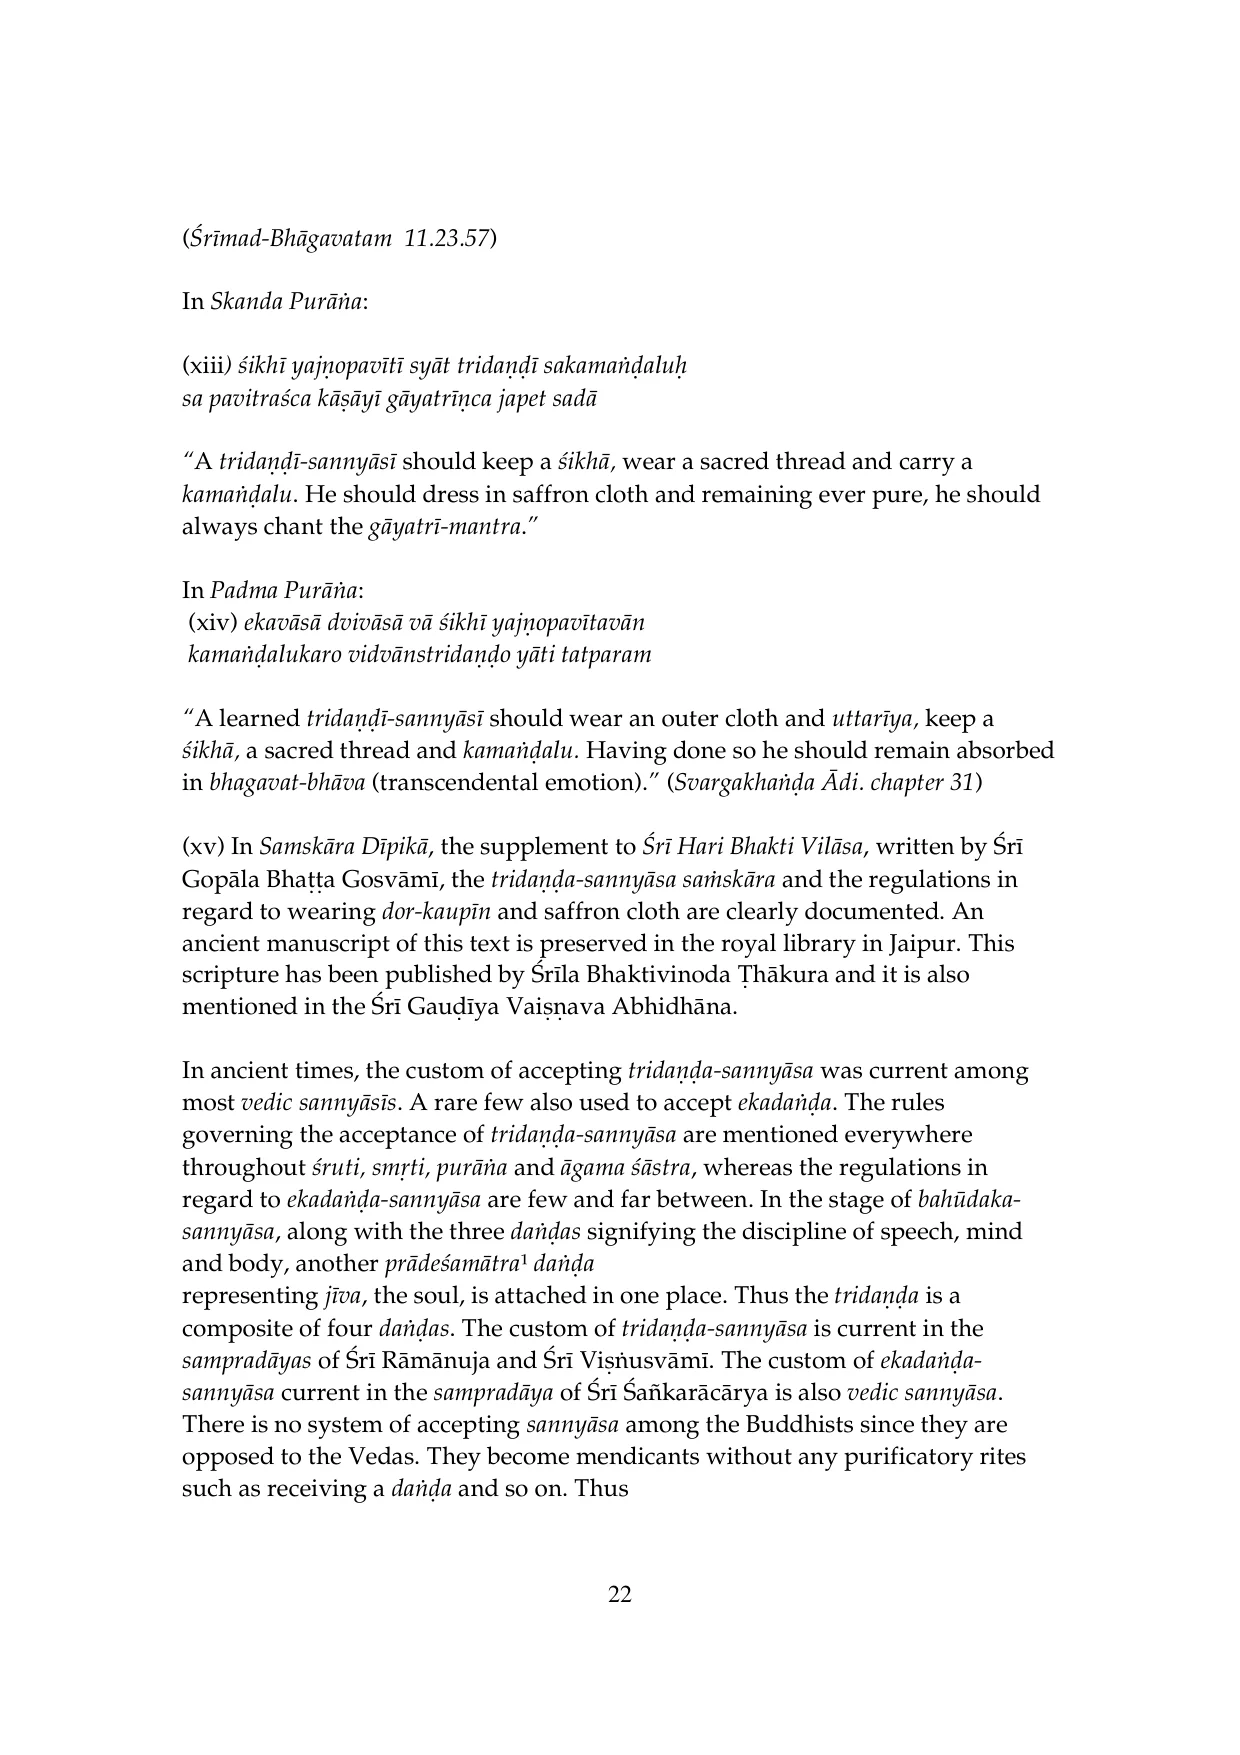 (Śrīmad-Bhāgavatam 11.23.57)
In Skanda Purāṅa:
(xiii) śikhī yajṇopavītī syāt tridaṇḍī sakamaṅḍaluḥ
sa pavitraśca kāṣāyī gāyatrīṇca japet sadā
“A tridaṇḍī-sannyāsī should keep a śikhā, wear a sacred thread and carry a
kamaṅḍalu. He should dress in saffron cloth and remaining ever pure, he should
always chant the gāyatrī-mantra.”
In Padma Purāṅa:
(xiv) ekavāsā dvivāsā vā śikhī yajṇopavītavān
kamaṅḍalukaro vidvānstridaṇḍo yāti tatparam
“A learned tridaṇḍī-sannyāsī should wear an outer cloth and uttarīya, keep a
śikhā, a sacred thread and kamaṅḍalu. Having done so he should remain absorbed
in bhagavat-bhāva (transcendental emotion).” (Svargakhaṅḍa Ādi. chapter 31)
(xv) In Samskāra Dīpikā, the supplement to Śrī Hari Bhakti Vilāsa, written by Śrī
Gopāla Bhaṭṭa Gosvāmī, the tridaṇḍa-sannyāsa saṁskāra and the regulations in
regard to wearing dor-kaupīn and saffron cloth are clearly documented. An
ancient manuscript of this text is preserved in the royal library in Jaipur. This
scripture has been published by Śrīla Bhaktivinoda Ṭhākura and it is also
mentioned in the Śrī Gauḍīya Vaiṣṇava Abhidhāna.
In ancient times, the custom of accepting tridaṇḍa-sannyāsa was current among
most vedic sannyāsīs. A rare few also used to accept ekadaṅḍa. The rules
governing the acceptance of tridaṇḍa-sannyāsa are mentioned everywhere
throughout śruti, smṛti, purāṅa and āgama śāstra, whereas the regulations in
regard to ekadaṅḍa-sannyāsa are few and far between. In the stage of bahūdaka-
sannyāsa, along with the three daṅḍas signifying the discipline of speech, mind
and body, another prādeśamātra¹ daṅḍa
representing jīva, the soul, is attached in one place. Thus the tridaṇḍa is a
composite of four daṅḍas. The custom of tridaṇḍa-sannyāsa is current in the
sampradāyas of Śrī Rāmānuja and Śrī Viṣṅusvāmī. The custom of ekadaṅḍa-
sannyāsa current in the sampradāya of Śrī Śañkarācārya is also vedic sannyāsa.
There is no system of accepting sannyāsa among the Buddhists since they are
opposed to the Vedas. They become mendicants without any purificatory rites
such as receiving a daṅḍa and so on. Thus
22